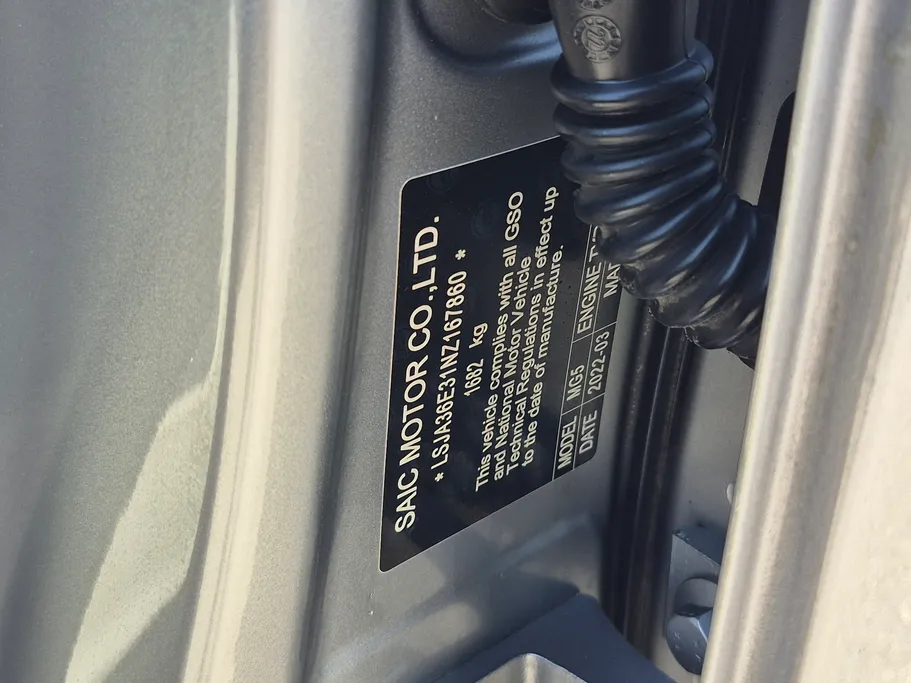 SAIC MOTOR CO.,LTD.
* LSJA36E31NZ167860 *
1682 kg
This vehicle complies with all GSO
and National Motor Vehicle
Technical Regulations in effect up
to the date of manufacture.
MODEL MG5 ENGINE
DATE 2022-03